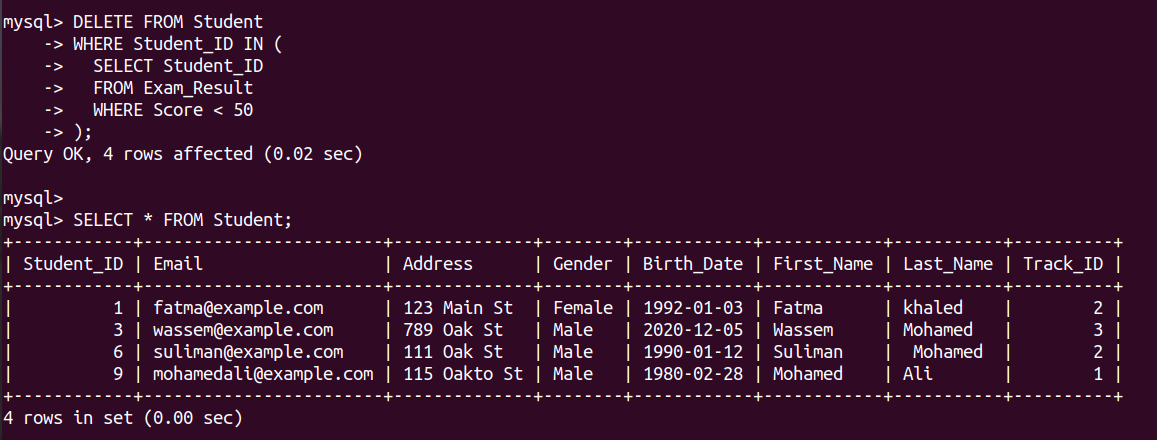 mysql> DELETE FROM Student
    -> WHERE Student_ID IN (
    ->   SELECT Student_ID
    ->   FROM Exam_Result
    ->   WHERE Score < 50
    -> );
Query OK, 4 rows affected (0.02 sec)

mysql>
mysql> SELECT * FROM Student;
+------------+------------------------+--------------+--------+------------+------------+-----------+----------+
| Student_ID | Email                  | Address      | Gender | Birth_Date | First_Name | Last_Name | Track_ID |
+------------+------------------------+--------------+--------+------------+------------+-----------+----------+
|          1 | fatma@example.com      | 123 Main St  | Female | 1992-01-03 | Fatma      | khaled    |        2 |
|          3 | wassem@example.com     | 789 Oak St   | Male   | 2020-12-05 | Wassem     | Mohamed   |        3 |
|          6 | suliman@example.com    | 111 Oak St   | Male   | 1990-01-12 | Suliman    |  Mohamed  |        2 |
|          9 | mohamedali@example.com | 115 Oakto St | Male   | 1980-02-28 | Mohamed    | Ali       |        1 |
+------------+------------------------+--------------+--------+------------+------------+-----------+----------+
4 rows in set (0.00 sec)